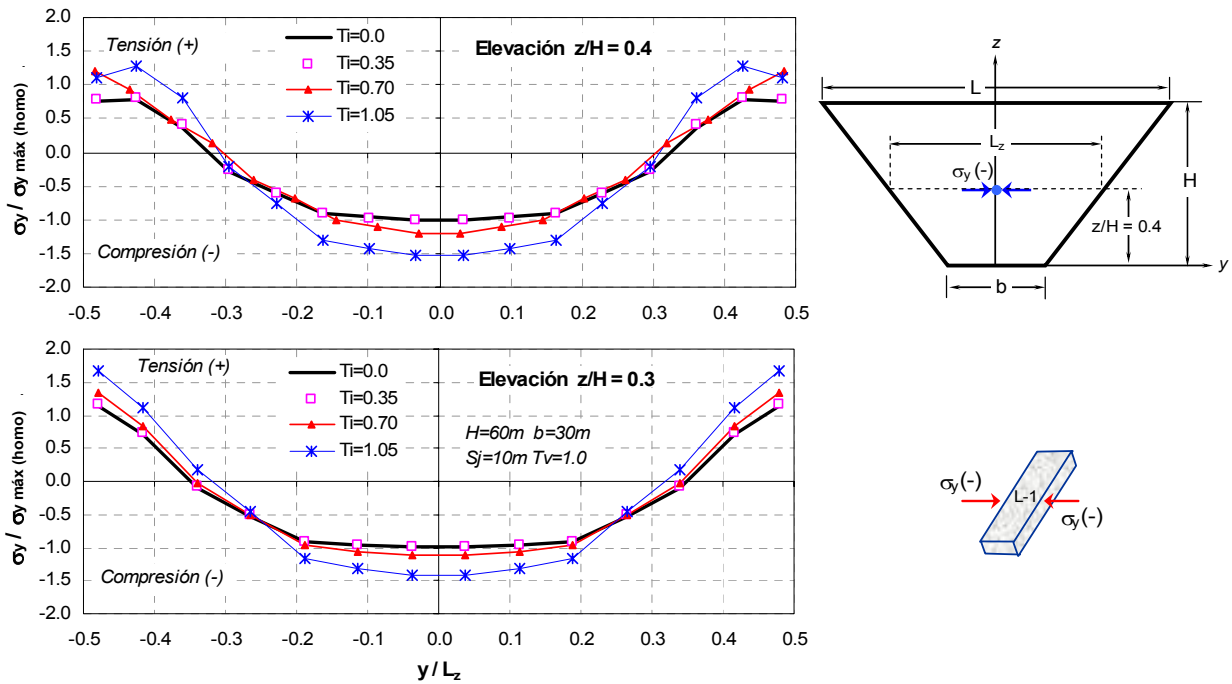 2.0
1.5
1.0
0.5
0.0
-0.5
-1.0
-1.5
-2.0
σy / σy máx (homo)
Tensión (+)
Compresión (-)
Ti=0.0
Ti=0.35
Ti=0.70
Ti=1.05
Elevación z/H = 0.4
-0.5 -0.4 -0.3 -0.2 -0.1 0.0 0.1 0.2 0.3 0.4 0.5
z
L
Lz
σy(-)
H
z/H = 0.4
y
b
2.0
1.5
1.0
0.5
0.0
-0.5
-1.0
-1.5
-2.0
σy / σy máx (homo)
Tensión (+)
Compresión (-)
Ti=0.0
Ti=0.35
Ti=0.70
Ti=1.05
Elevación z/H = 0.3
H=60m b=30m
Sj=10m Tv=1.0
-0.5 -0.4 -0.3 -0.2 -0.1 0.0 0.1 0.2 0.3 0.4 0.5
y / Lz
σy(-)
L-1
σy(-)